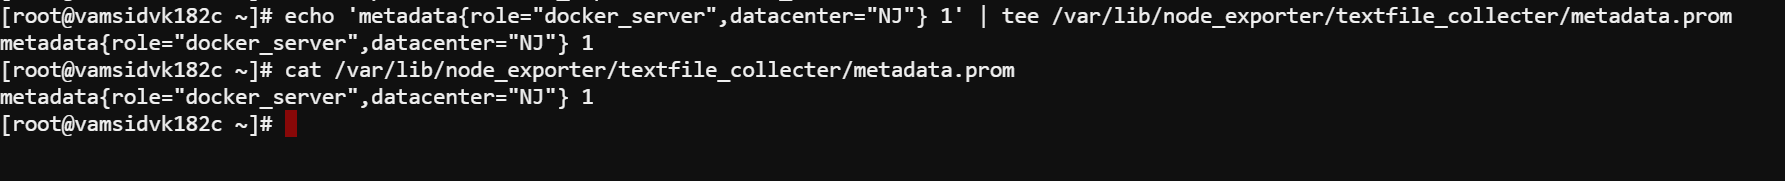 [root@vamsidvk182c ~]# echo 'metadata{role="docker_server",datacenter="NJ"} 1' | tee /var/lib/node_exporter/textfile_collecter/metadata.prom
metadata{role="docker_server",datacenter="NJ"} 1
[root@vamsidvk182c ~]# cat /var/lib/node_exporter/textfile_collecter/metadata.prom
metadata{role="docker_server",datacenter="NJ"} 1
[root@vamsidvk182c ~]#